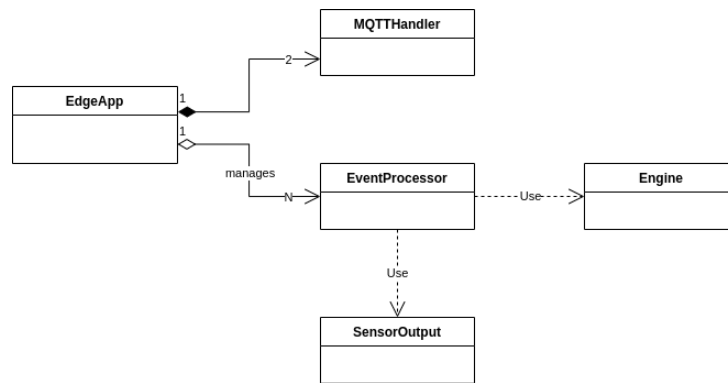 MQTTHandler
2
EdgeApp
1
1
manages
N
EventProcessor
Use
Engine
Use
SensorOutput